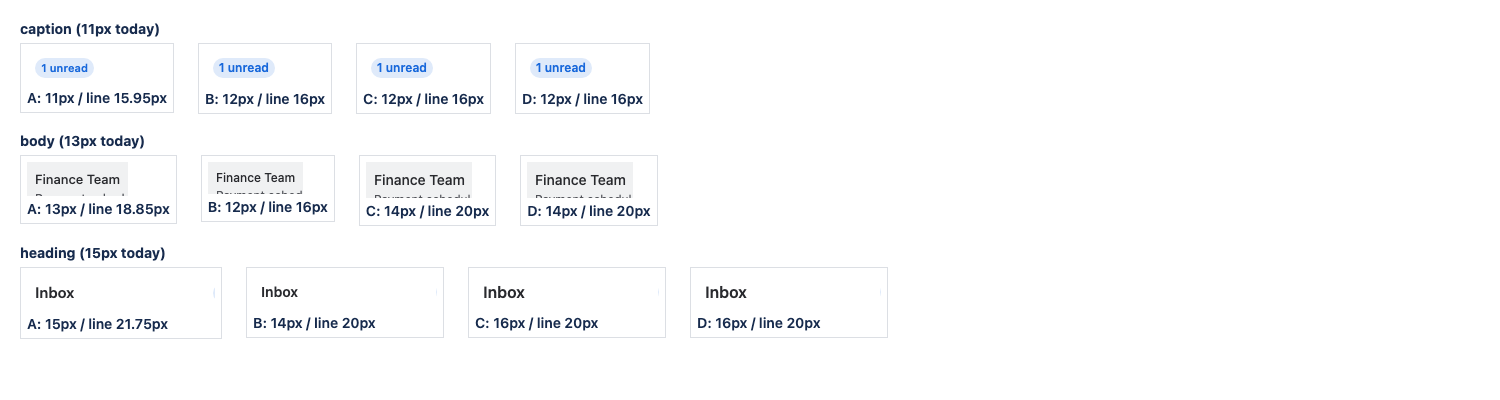 caption (11px today)
1 unread 1 unread 1 unread 1 unread
A: 11px / line 15.95px B: 12px / line 16px C: 12px / line 16px D: 12px / line 16px
body (13px today)
Finance Team Finance Team Finance Team Finance Team
A: 13px / line 18.85px B: 12px / line 16px C: 14px / line 20px D: 14px / line 20px
heading (15px today)
Inbox Inbox Inbox Inbox
A: 15px / line 21.75px B: 14px / line 20px C: 16px / line 20px D: 16px / line 20px